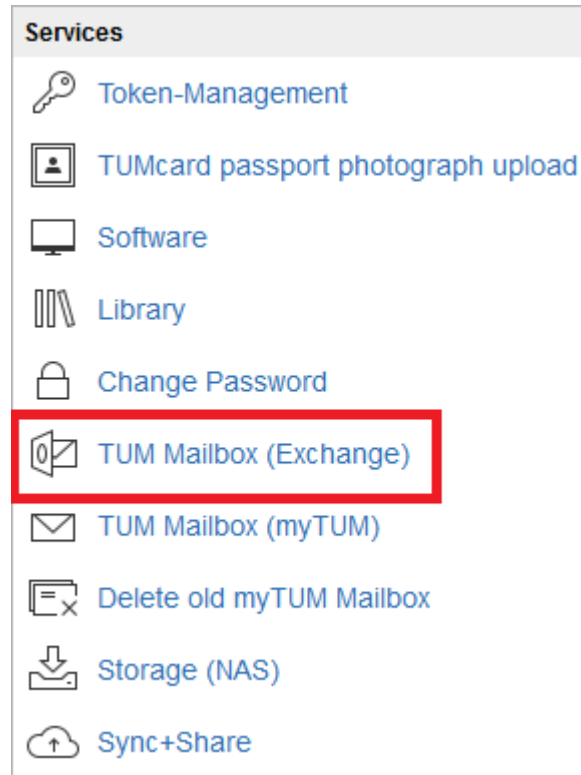 Services
Token-Management
TUMcard passport photograph upload
Software
Library
Change Password
TUM Mailbox (Exchange)
TUM Mailbox (myTUM)
Delete old myTUM Mailbox
Storage (NAS)
Sync+Share